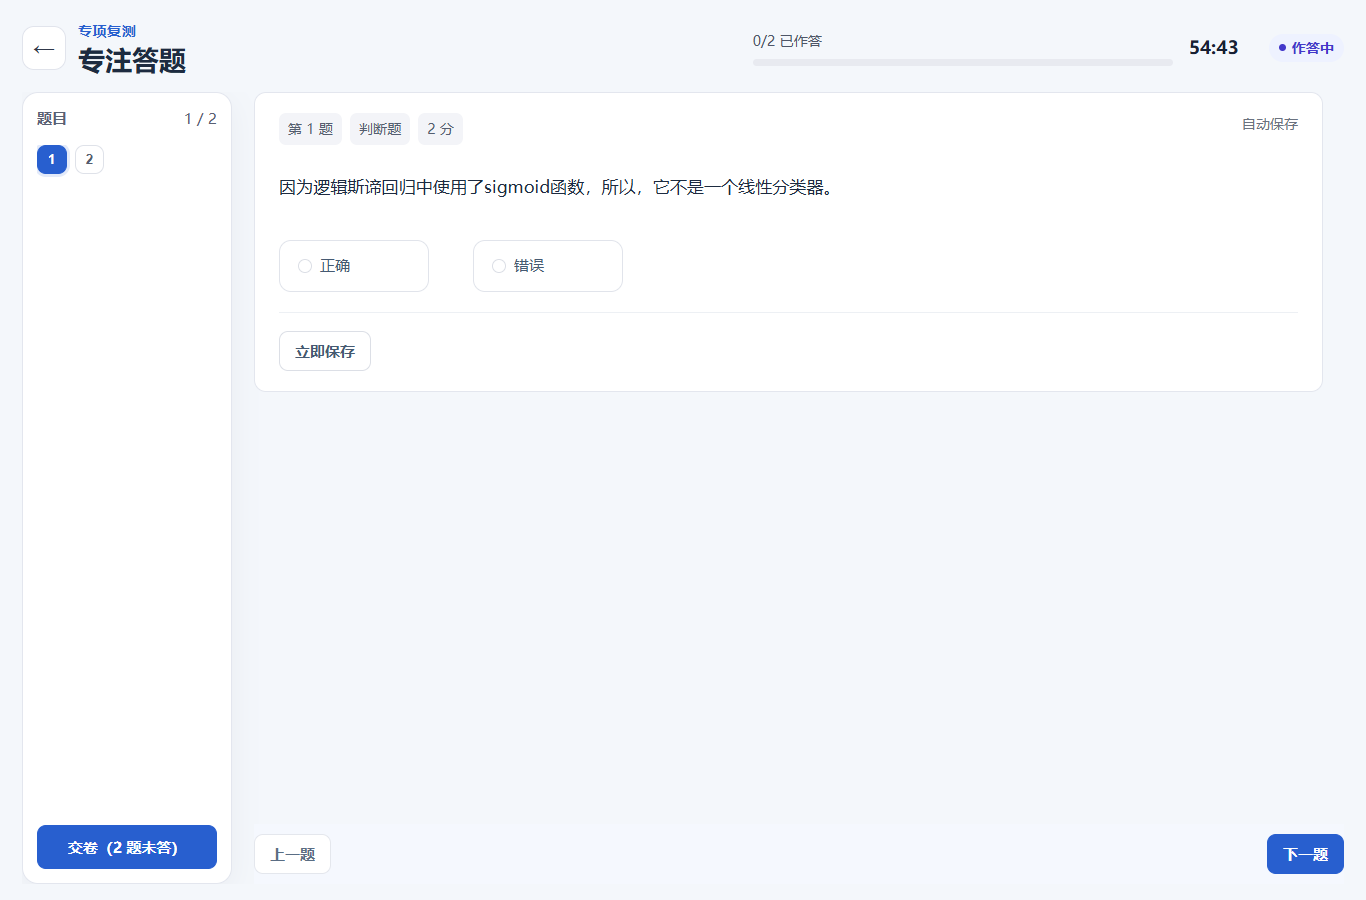 ←
专项复测
专注答题
0/2 已作答
54:43
作答中
题目
1 / 2
1
2
第 1 题
判断题
2 分
自动保存
因为逻辑斯谛回归中使用了sigmoid函数，所以，它不是一个线性分类器。
正确
错误
立即保存
交卷（2 题未答）
上一题
下一题